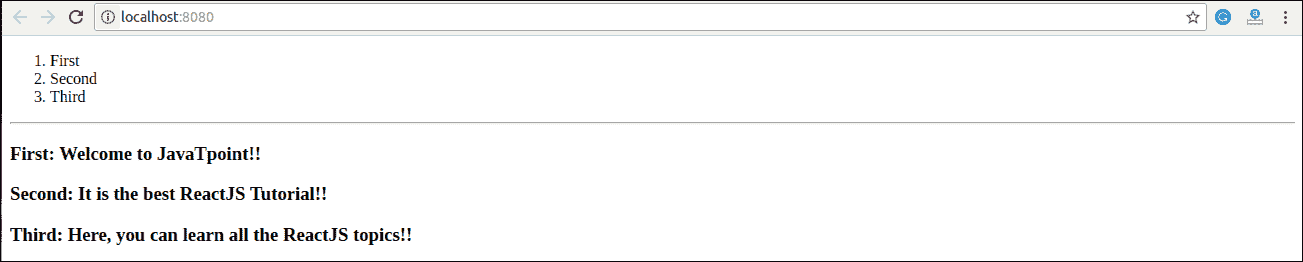 localhost:8080
1. First
2. Second
3. Third
First: Welcome to JavaTpoint!!
Second: It is the best ReactJS Tutorial!!
Third: Here, you can learn all the ReactJS topics!!